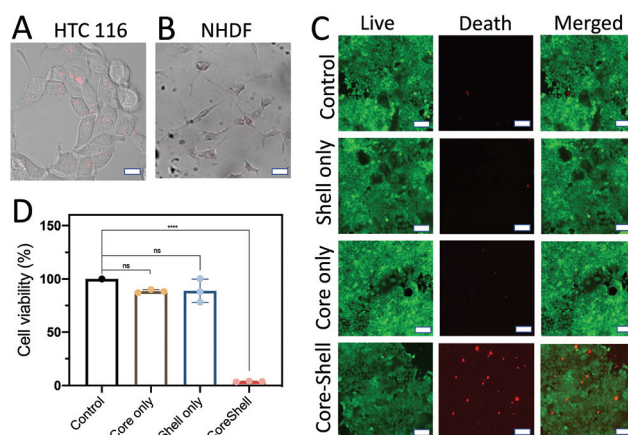 A HTC 116
B NHDF
C Live Death Merged
Control
Shell only
Core only
Core-Shell
D
Cell viability (%)
150
100
50
0
ns
ns
****
Control
Core only
Shell only
CoreShell